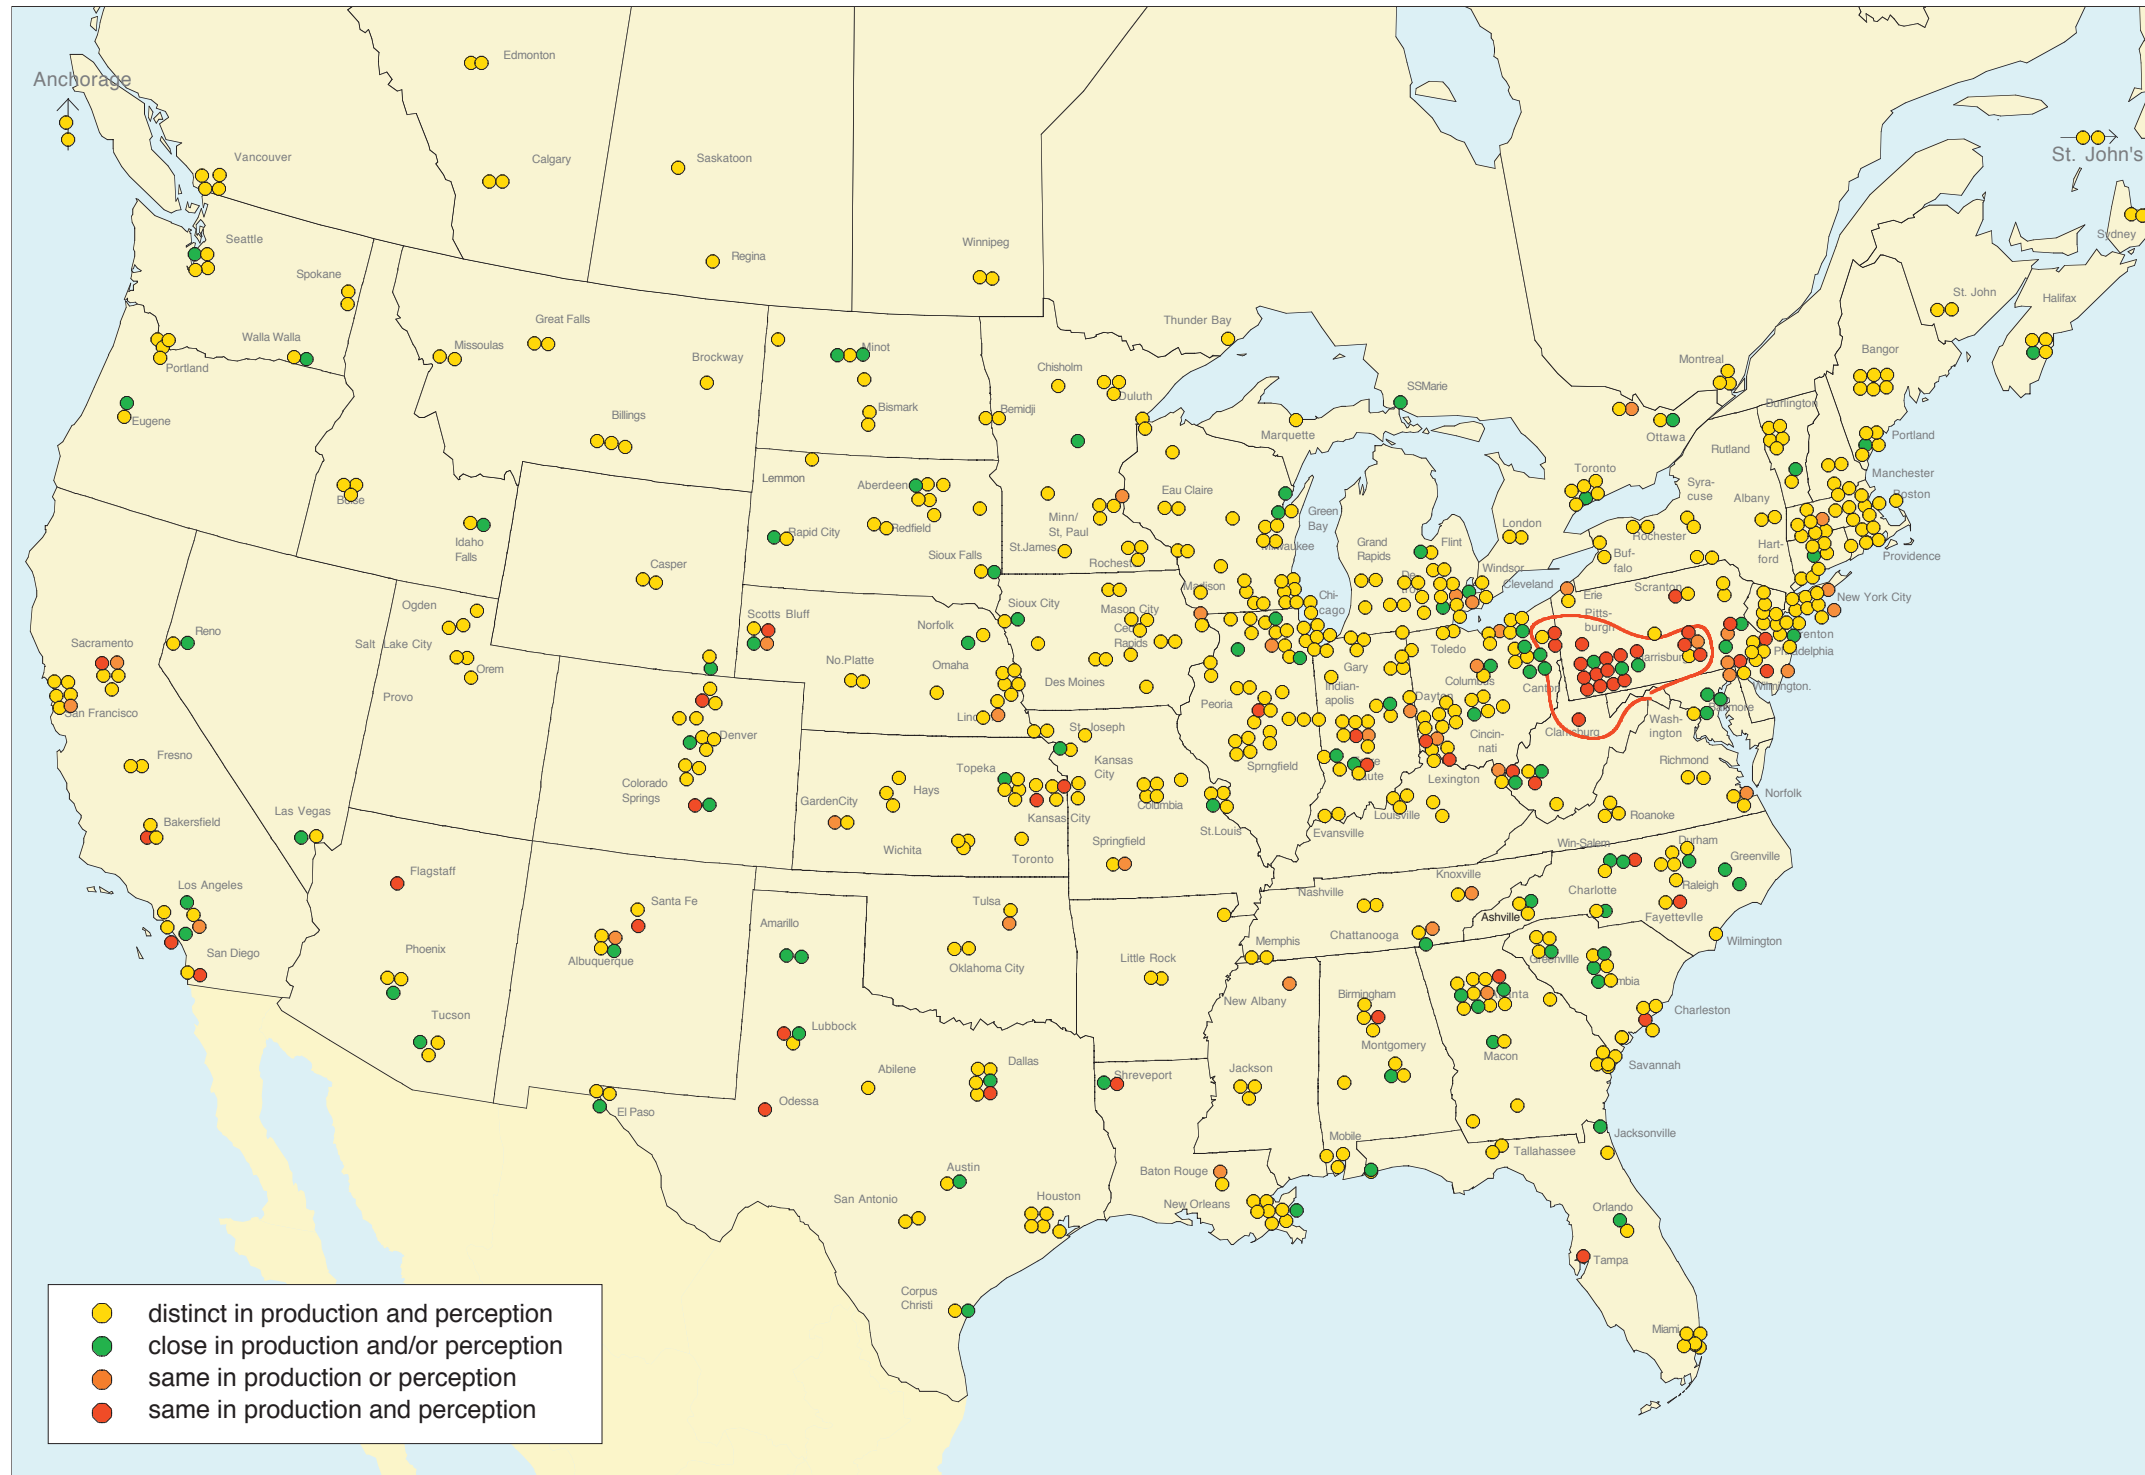 Edmonton
Anchorage
Vancouver
Calgary
Saskatoon
St. John's
Seattle
Sydney
Spokane
Regina
Winnipeg
St. John
Halifax
Great Falls
Thunder Bay
Walla Walla
Missoulas
Minot
Brockway
Chisholm
Montreal
Bangor
Portland
SSMarie
Duluth
Burlington
Billings
Bismark
Bemidji
Eugene
Marquette
Ottawa
Portland
Rutland
Lemmon
Aberdeen
Toronto
Manchester
Eau Claire
Syra-
cuse
Albany
Boston
Boise
Green
Bay
Minn/
St, Paul
Rapid City
Redfield
London
Rochester
Idaho
Falls
Grand
Rapids
Flint
St.James
Milwaukee
Buf-
falo
Hart-
ford
Providence
Sioux Falls
Casper
Windsor
Cleveland
Scranton
Madison
Erie
New York City
Ogden
Scotts Bluff
Sioux City
Mason City
Chi-
cago
Pitts-
burgh
Reno
Norfolk
Rapids
Trenton
Sacramento
Salt Lake City
Toledo
Philadelphia
Harrisburg
Orem
No.Platte
Omaha
Gary
Des Moines
Columbus
Canton
Wilmington.
Provo
Indian-
apolis
Dayton
Peoria
San Francisco
St. Joseph
Clarksburg
Wash-
ington
Denver
Cincin-
nati
Fresno
Kansas
City
Springfield
Richmond
Topeka
Lexington
Colorado
Springs
Hays
Norfolk
GardenCity
Columbia
Las Vegas
Bakersfield
Kansas City
Louisville
Roanoke
St.Louis
Evansville
Wichita
Toronto
Springfield
Win-Salem
Durham
Greenville
Flagstaff
Knoxville
Los Angeles
Raleigh
Charlotte
Nashville
Santa Fe
Tulsa
Amarillo
Ashville
Fayettevlle
Chattanooga
Wilmington
Phoenix
San Diego
Memphis
Albuquerque
Little Rock
Greenville
Oklahoma City
New Albany
Birmingham
Atlanta
Charleston
Tucson
Lubbock
Montgomery
Macon
Dallas
Jackson
Savannah
Abilene
Shreveport
Odessa
El Paso
Jacksonville
Mobile
Tallahassee
Austin
Baton Rouge
San Antonio
Houston
New Orleans
Orlando
Tampa
Corpus
Christi
Miami
distinct in production and perception
close in production and/or perception
same in production or perception
same in production and perception